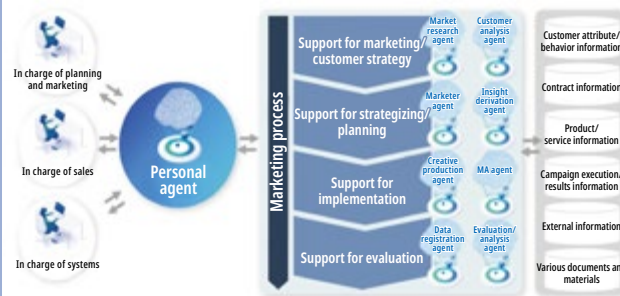 In charge of planning
and marketing
In charge of sales
In charge of systems
Personal
agent
Marketing process
Support for marketing/
customer strategy
Market
research
agent
Customer
analysis
agent
Support for strategizing/
planning
Marketer
agent
Insight
derivation
agent
Support for
implementation
Creative
production
agent
MA agent
Support for evaluation
Data
registration
agent
Evaluation/
analysis
agent
Customer attribute/
behavior information
Contract information
Product/
service information
Campaign execution/
results information
External information
Various documents an
materials